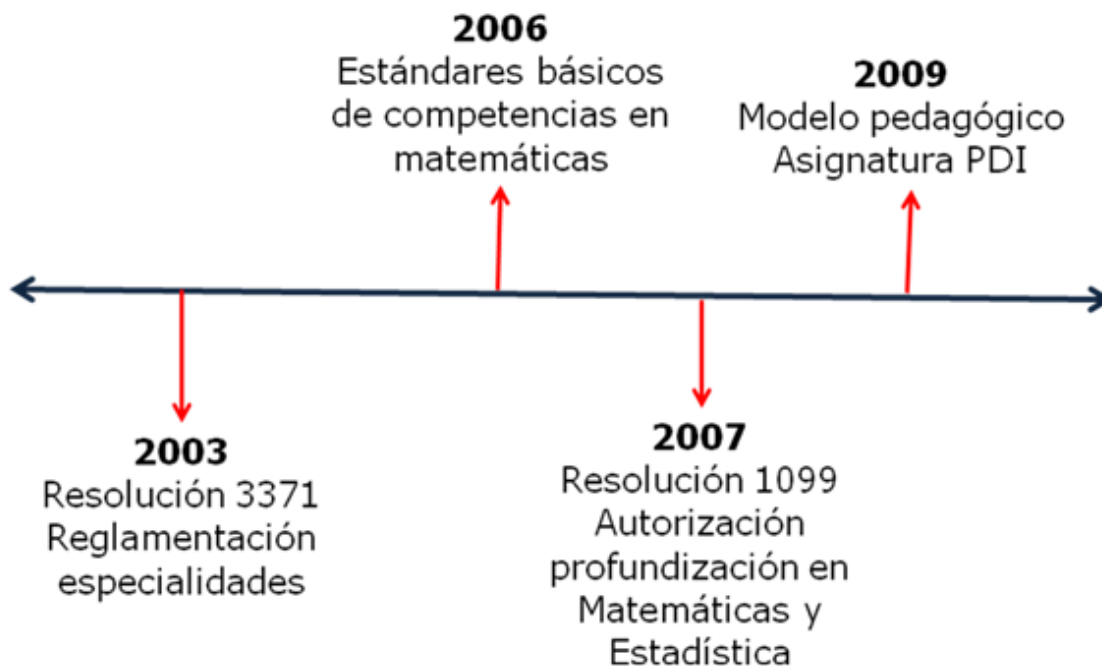 2003
Resolución 3371
Reglamentación
especialidades
2006
Estándares básicos
de competencias en
matemáticas
2007
Resolución 1099
Autorización
profundización en
Matemáticas y
Estadística
2009
Modelo pedagógico
Asignatura PDI